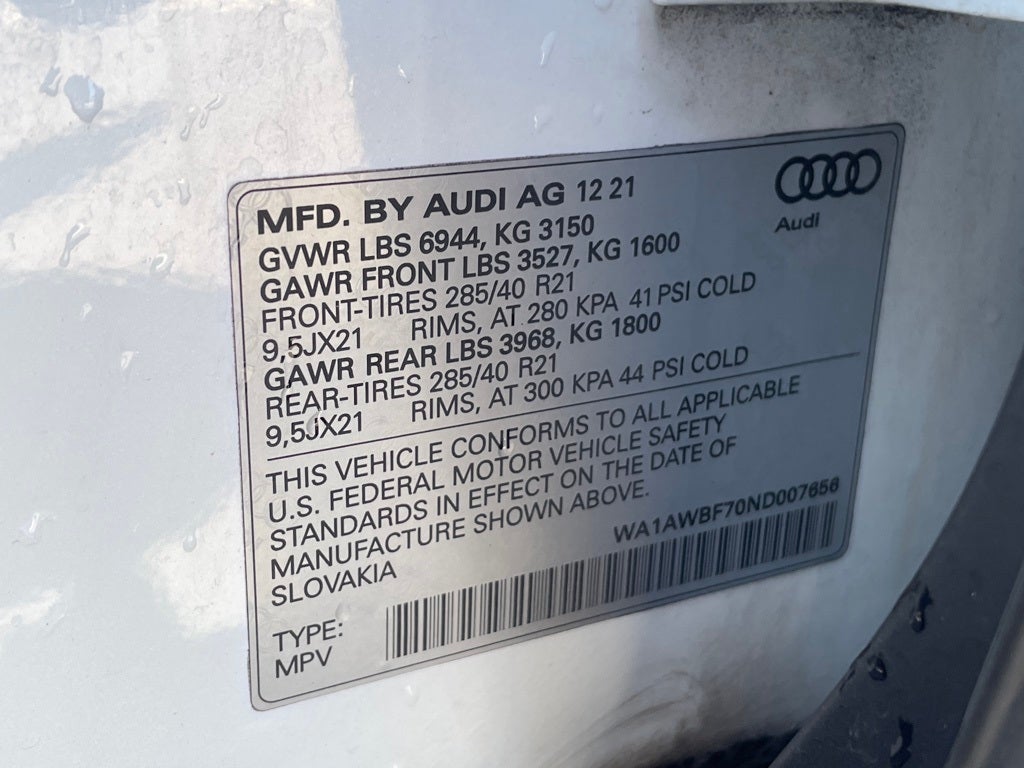 MFD. BY AUDI AG 12 21
Audi
GVWR LBS 6944, KG 3150
GAWR FRONT LBS 3527, KG 1600
FRONT-TIRES 285/40 R21
9,5JX21 RIMS, AT 280 KPA 41 PSI COLD
GAWR REAR LBS 3968, KG 1800
REAR-TIRES 285/40 R21
9,5JX21 RIMS, AT 300 KPA 44 PSI COLD
THIS VEHICLE CONFORMS TO ALL APPLICABLE
U.S. FEDERAL MOTOR VEHICLE SAFETY
STANDARDS IN EFFECT ON THE DATE OF
MANUFACTURE SHOWN ABOVE.
SLOVAKIA
WA1AWBF70ND007656
TYPE:
MPV